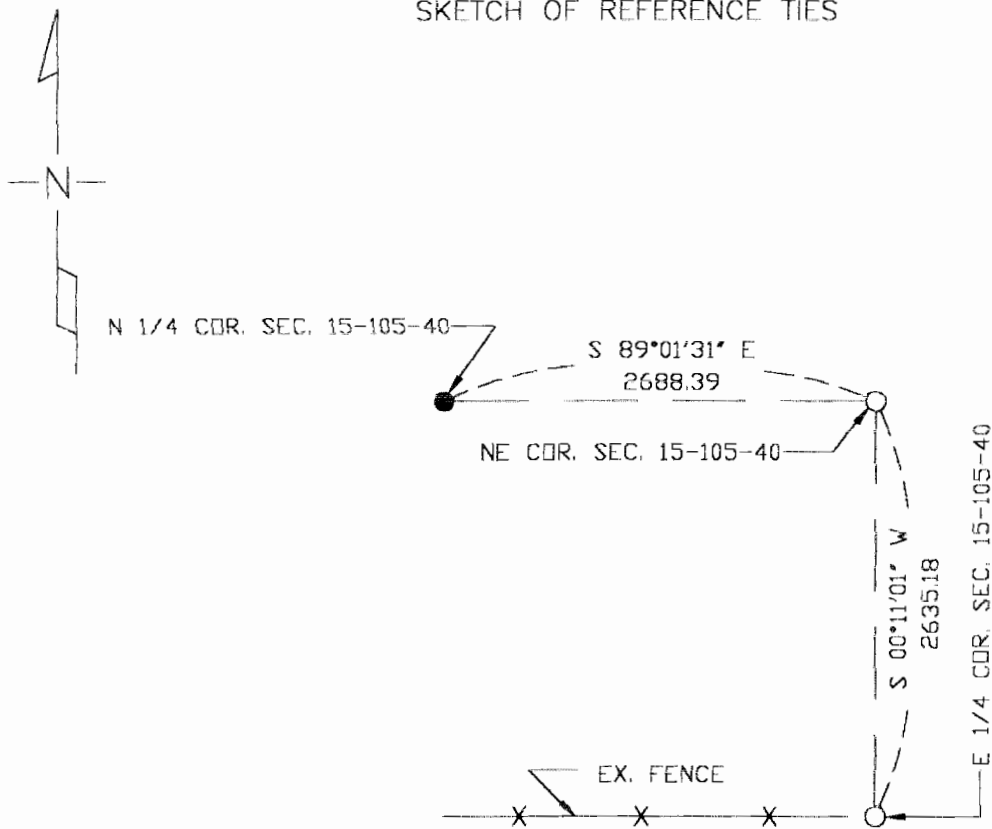 SKETCH OF REFERENCE TIES
N
N 1/4 COR. SEC. 15-105-40
S 89°01'31" E
2688.39
NE COR. SEC. 15-105-40
S 00°11'01" W
2635.18
E 1/4 COR. SEC. 15-105-40
EX. FENCE